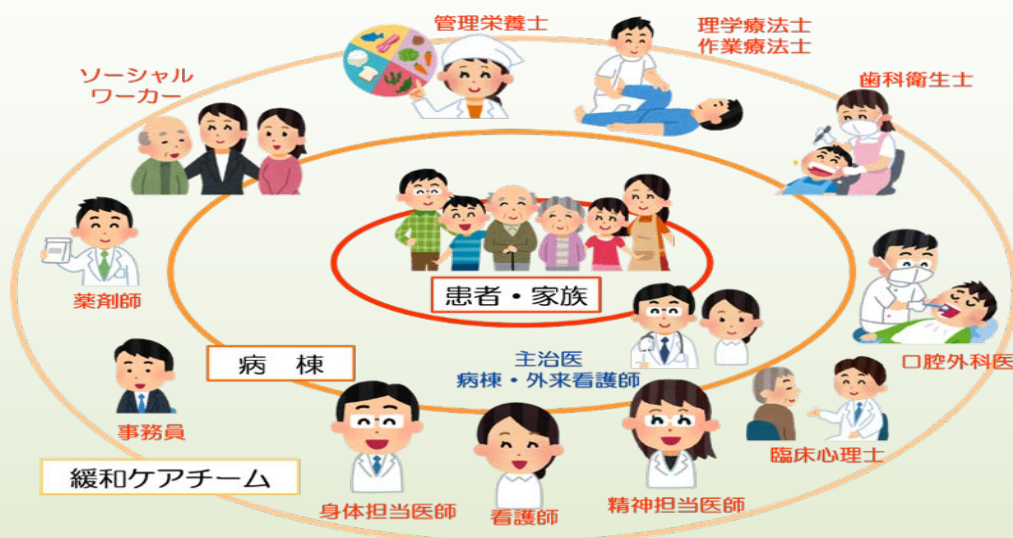 管理栄養士
理学療法士
作業療法士
歯科衛生士
ソーシャル
ワーカー
薬剤師
患者・家族
口腔外科医
病 棟
主治医
病棟・外来看護師
事務員
臨床心理士
緩和ケアチーム
身体担当医師
看護師
精神担当医師